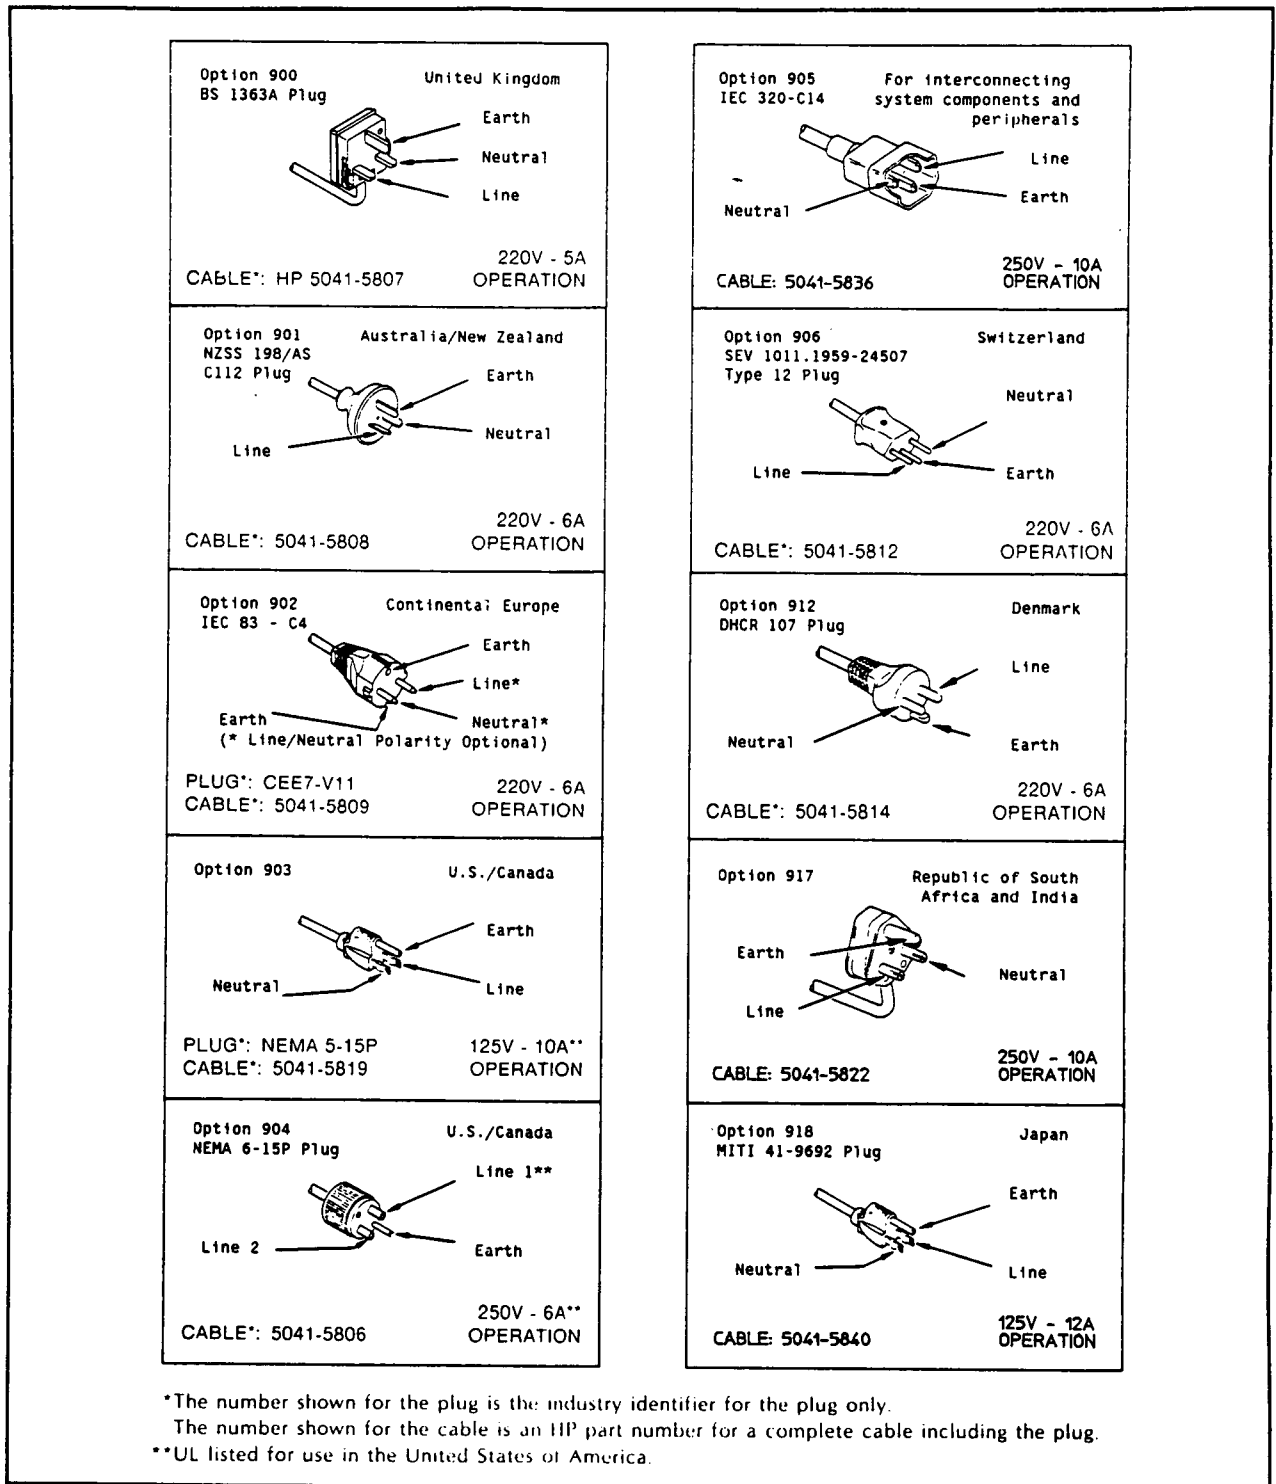 Option 900
BS 1363A Plug
United Kingdom
Earth
Neutral
Line
220V - 5A
CABLE*: HP 5041-5807 OPERATION
Option 901
NZSS 198/AS
C112 Plug
Australia/New Zealand
Earth
Neutral
Line
220V - 6A
CABLE*: 5041-5808 OPERATION
Option 902
IEC 83 - C4
Continental Europe
Earth
Line*
Neutral*
Earth
(* Line/Neutral Polarity Optional)
PLUG*: CEE7-V11 220V - 6A
CABLE*: 5041-5809 OPERATION
Option 903 U.S./Canada
Earth
Neutral
Line
PLUG*: NEMA 5-15P 125V - 10A**
CABLE*: 5041-5819 OPERATION
Option 904
NEMA 6-15P Plug
U.S./Canada
Line 1**
Line 2
Earth
250V - 6A**
CABLE*: 5041-5806 OPERATION
Option 905
IEC 320-C14
For interconnecting
system components and
peripherals
Line
Earth
Neutral
250V - 10A
CABLE: 5041-5836 OPERATION
Option 906
SEV 1011.1959-24507
Type 12 Plug
Switzerland
Neutral
Line
Earth
220V - 6A
CABLE*: 5041-5812 OPERATION
Option 912
DHCR 107 Plug
Denmark
Line
Neutral
Earth
220V - 6A
CABLE*: 5041-5814 OPERATION
Option 917
Republic of South
Africa and India
Earth
Neutral
Line
250V - 10A
CABLE: 5041-5822 OPERATION
Option 918
MITI 41-9692 Plug
Japan
Earth
Neutral
Line
125V - 12A
CABLE: 5041-5840 OPERATION
*The number shown for the plug is the industry identifier for the plug only.
The number shown for the cable is an HP part number for a complete cable including the plug.
**UL listed for use in the United States of America.